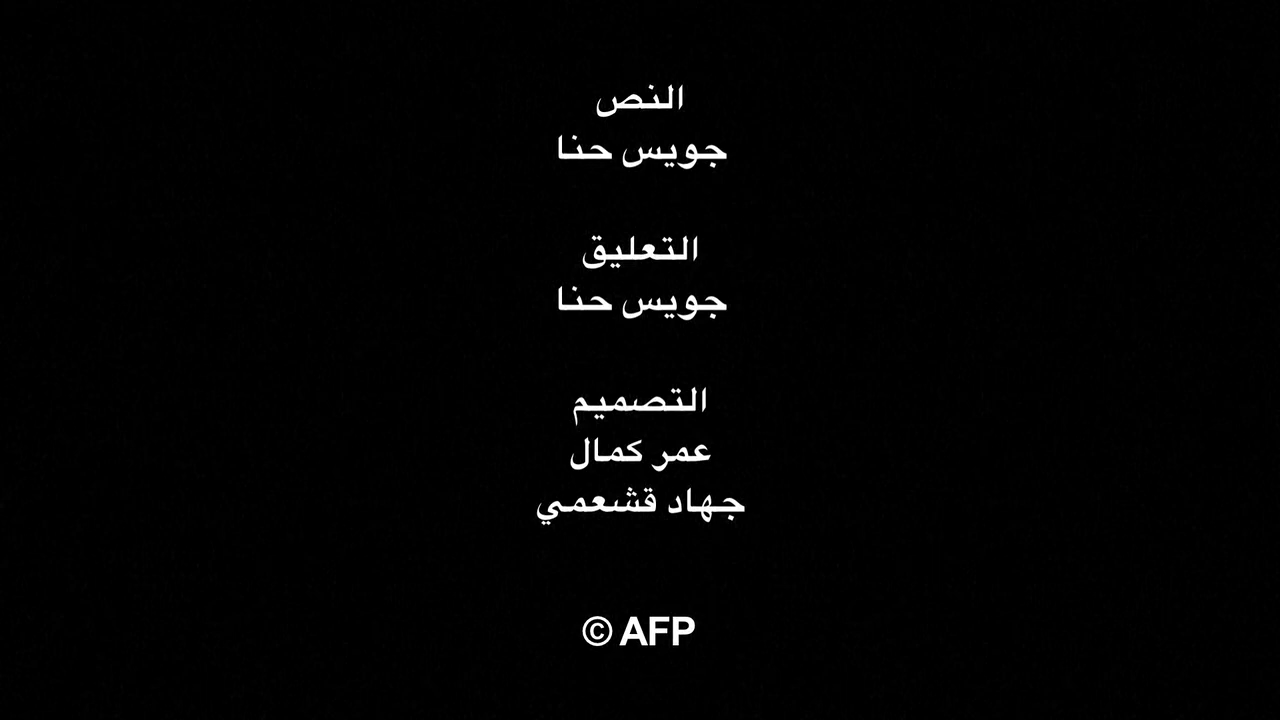 النص
جويس حنا
التعليق
جويس حنا
التصميم
عمر كمال
جهاد قشعمي
© AFP